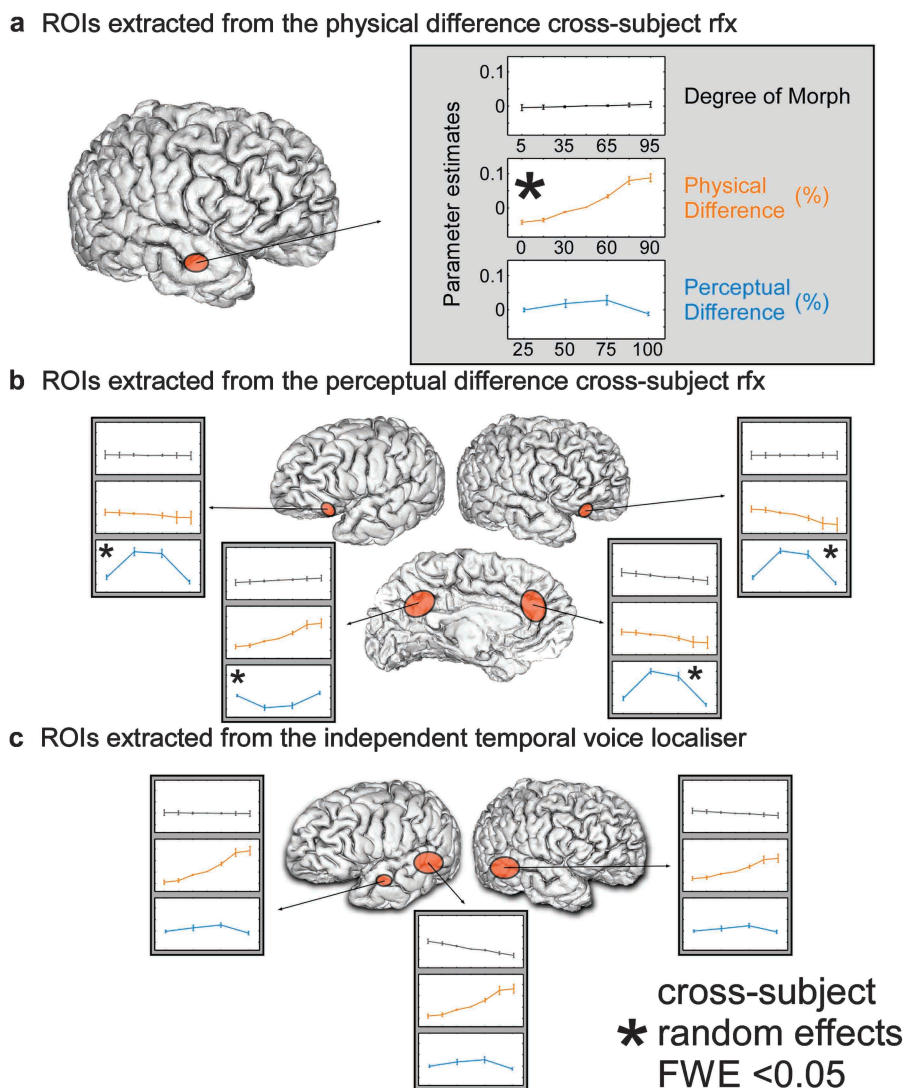 a ROIs extracted from the physical difference cross-subject rfx
Parameter estimates
0.1
0
5 35 65 95
Degree of Morph
0.1
*
0
0 30 60 90
Physical
Difference (%)
0.1
0
25 50 75 100
Perceptual
Difference (%)
b ROIs extracted from the perceptual difference cross-subject rfx
*
*
*
*
c ROIs extracted from the independent temporal voice localiser
cross-subject
* random effects
FWE <0.05